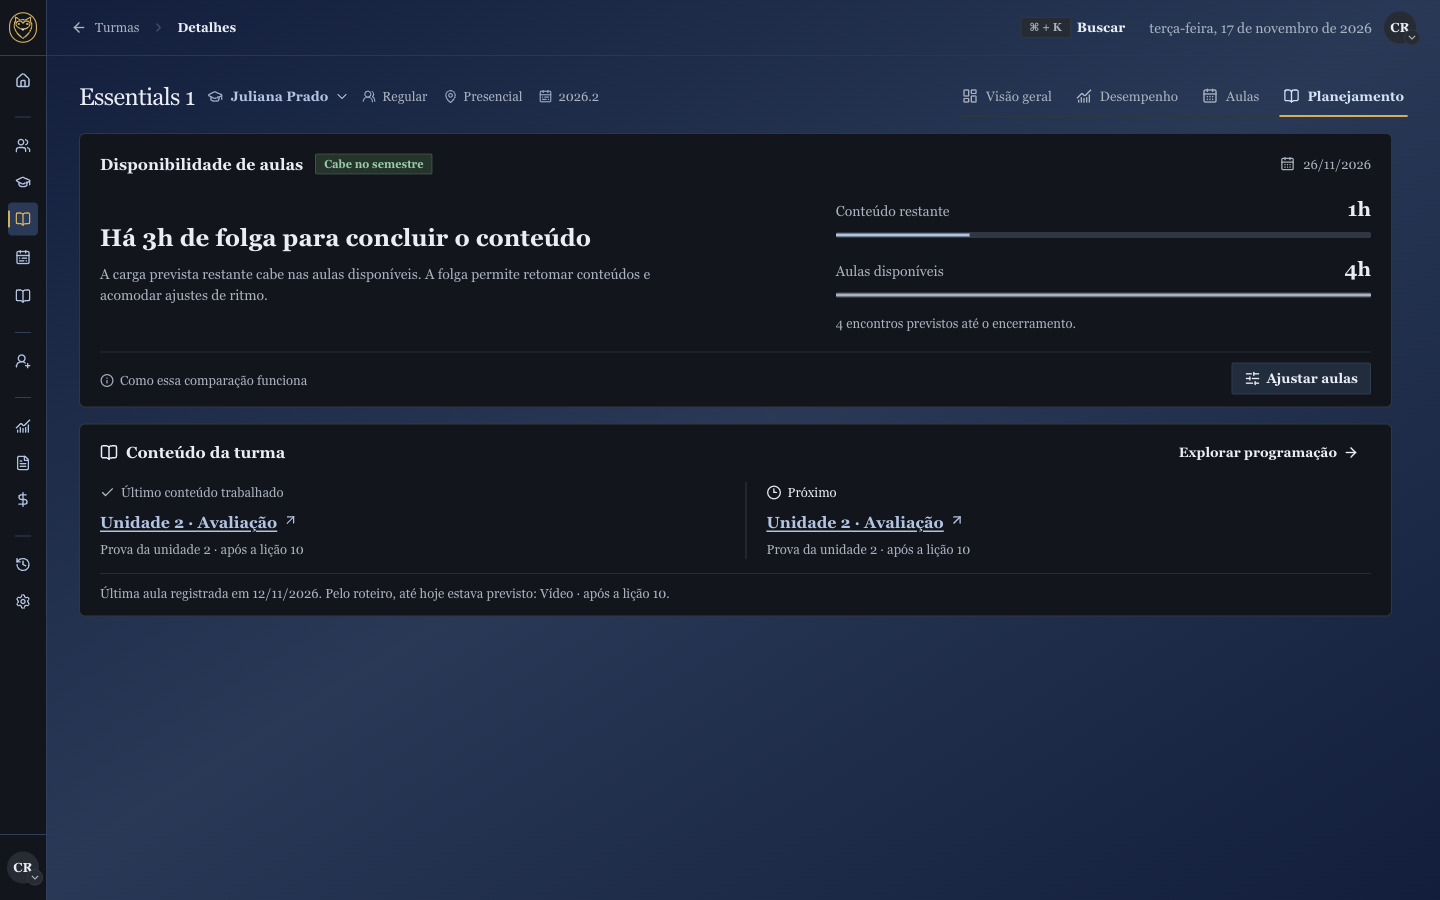 Turmas
Detalhes
⌘ + K
Buscar
terça-feira, 17 de novembro de 2026
CR
Essentials 1
Juliana Prado
Regular
Presencial
2026.2
Visão geral
Desempenho
Aulas
Planejamento
Disponibilidade de aulas
Cabe no semestre
26/11/2026
Há 3h de folga para concluir o conteúdo
A carga prevista restante cabe nas aulas disponíveis. A folga permite retomar conteúdos e
acomodar ajustes de ritmo.
Conteúdo restante
1h
Aulas disponíveis
4h
4 encontros previstos até o encerramento.
Como essa comparação funciona
Ajustar aulas
Conteúdo da turma
Explorar programação
Último conteúdo trabalhado
Unidade 2 · Avaliação
Prova da unidade 2 · após a lição 10
Próximo
Unidade 2 · Avaliação
Prova da unidade 2 · após a lição 10
Última aula registrada em 12/11/2026. Pelo roteiro, até hoje estava previsto: Vídeo · após a lição 10.
CR